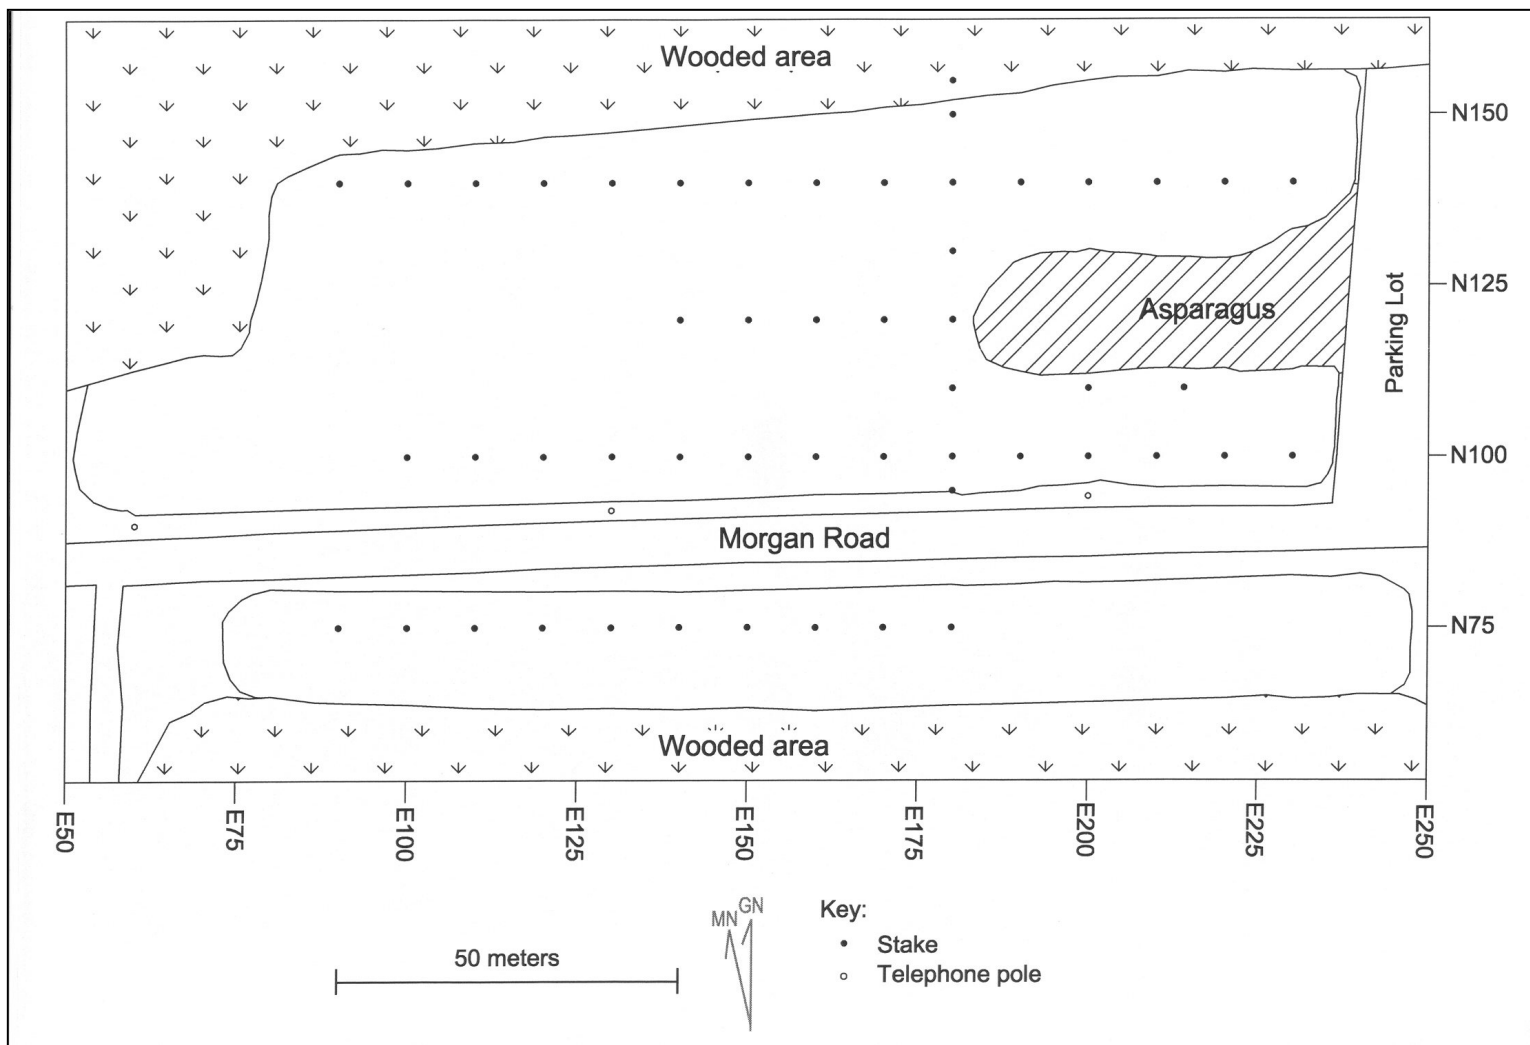 Wooded area
N150
N125
Asparagus
Parking Lot
N100
Morgan Road
N75
Wooded area
E50
E75
E100
E125
E150
E175
E200
E225
E250
MN
GN
50 meters
Key:
Stake
Telephone pole